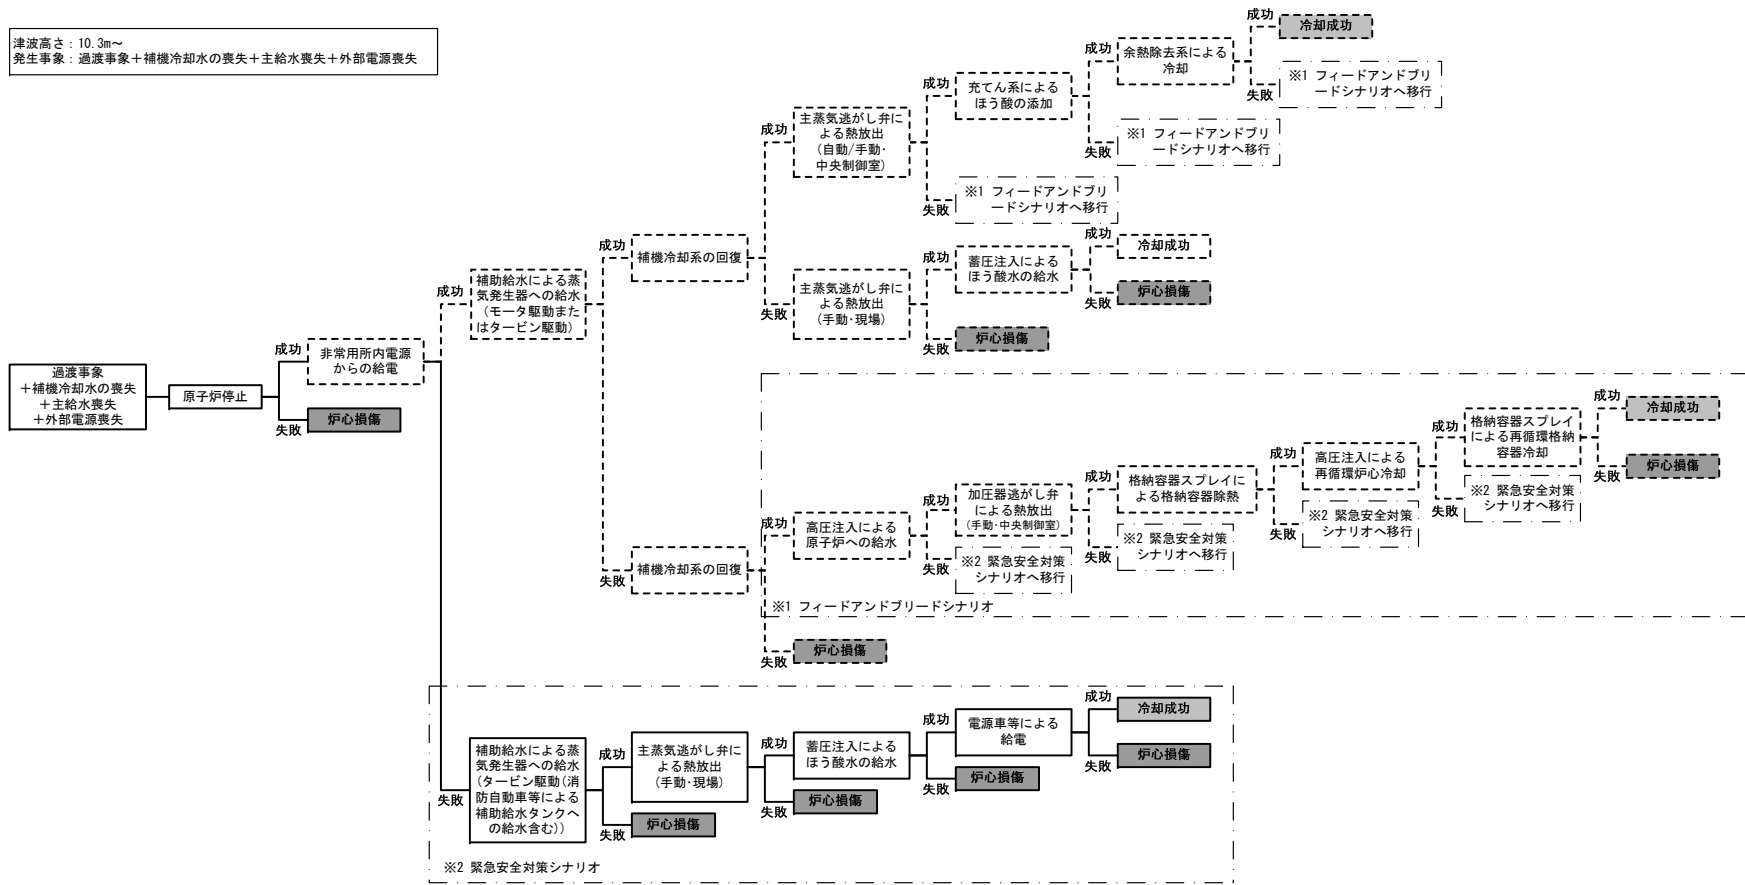 津波高さ：10.3m～
発生事象：過渡事象＋補機冷却水の喪失＋主給水喪失＋外部電源喪失
過渡事象
＋補機冷却水の喪失
＋主給水喪失
＋外部電源喪失
原子炉停止
成功
非常用所内電源
からの給電
失敗
炉心損傷
成功
補助給水による蒸
気発生器への給水
（モータ駆動また
はタービン駆動）
成功
補機冷却系の回復
成功
主蒸気逃がし弁に
よる熱放出
（自動/手動・
中央制御室）
成功
充てん系による
ほう酸の添加
成功
余熱除去系による
冷却
成功
冷却成功
失敗
※1 フィードアンドブリ
ードシナリオへ移行
失敗
※1 フィードアンドブリ
ードシナリオへ移行
失敗
※1 フィードアンドブリ
ードシナリオへ移行
失敗
主蒸気逃がし弁に
よる熱放出
（手動・現場）
成功
蓄圧注入による
ほう酸水の給水
成功
冷却成功
失敗
炉心損傷
失敗
炉心損傷
失敗
補機冷却系の回復
成功
高圧注入による
原子炉への給水
成功
加圧器逃がし弁
による熱放出
（手動・中央制御室）
成功
格納容器スプレイに
よる格納容器除熱
成功
高圧注入による
再循環炉心冷却
成功
格納容器スプレイ
による再循環格納
容器冷却
成功
冷却成功
失敗
炉心損傷
失敗
※2 緊急安全対策
シナリオへ移行
失敗
※2 緊急安全対策
シナリオへ移行
失敗
※2 緊急安全対策
シナリオへ移行
失敗
※2 緊急安全対策
シナリオへ移行
※1 フィードアンドブリードシナリオ
失敗
炉心損傷
失敗
補助給水による蒸
気発生器への給水
（タービン駆動（消
防自動車等による
補助給水タンクへ
の給水含む））
成功
主蒸気逃がし弁に
よる熱放出
（手動・現場）
成功
蓄圧注入による
ほう酸水の給水
成功
電源車等による
給電
成功
冷却成功
失敗
炉心損傷
失敗
炉心損傷
失敗
炉心損傷
失敗
炉心損傷
※2 緊急安全対策シナリオ